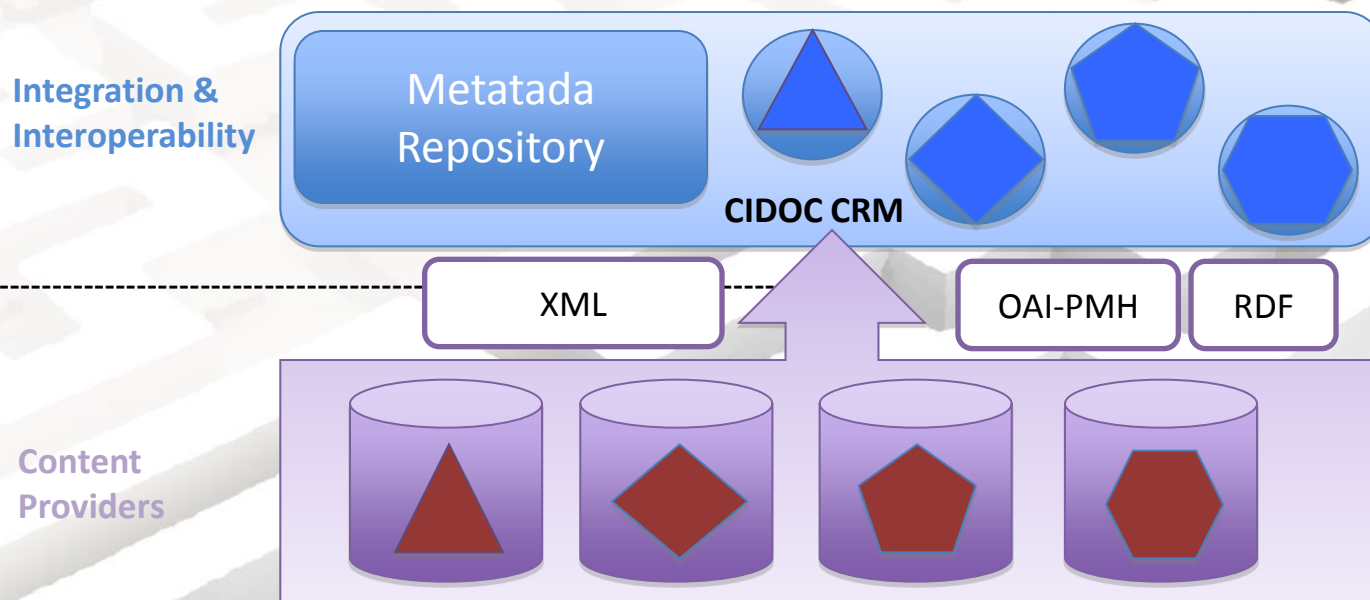 Integration &
Interoperability
Metatada
Repository
CIDOC CRM
XML
OAI-PMH
RDF
Content
Providers